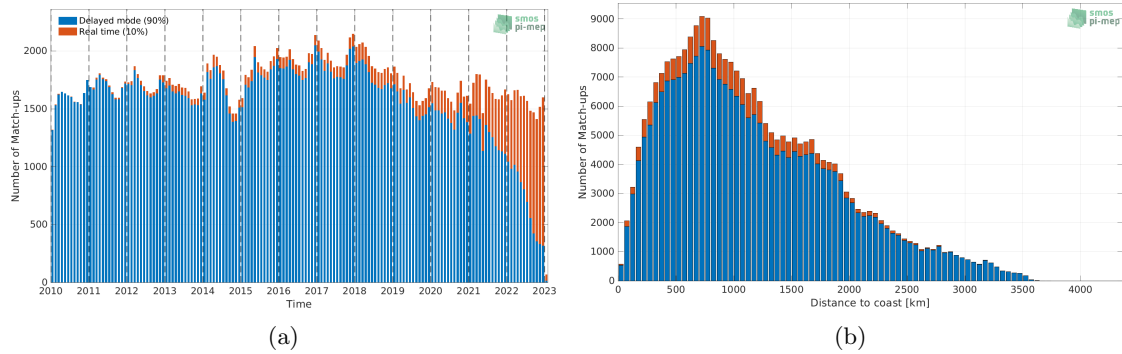 Delayed mode (90%)
Real time (10%)
smos
pi-mep
Number of Match-ups
2000
1500
1000
500
0
2010 2011 2012 2013 2014 2015 2016 2017 2018 2019 2020 2021 2022 2023
Time
(a)
smos
pi-mep
Number of Match-ups
9000
8000
7000
6000
5000
4000
3000
2000
1000
0
0 500 1000 1500 2000 2500 3000 3500 4000
Distance to coast [km]
(b)